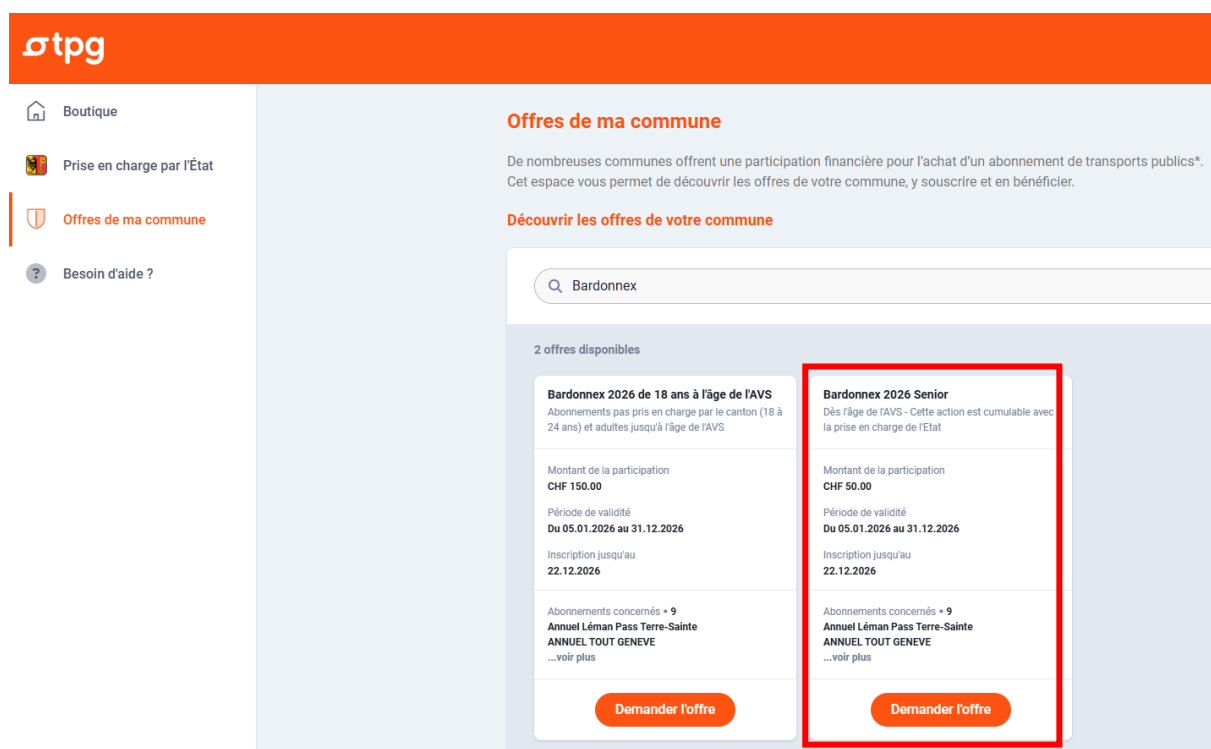 tpg
Boutique
Prise en charge par l'État
Offres de ma commune
? Besoin d'aide ?
Offres de ma commune
De nombreuses communes offrent une participation financière pour l'achat d'un abonnement de transports publics*.
Cet espace vous permet de découvrir les offres de votre commune, y souscrire et en bénéficier.
Découvrir les offres de votre commune
Bardonnex
2 offres disponibles
Bardonnex 2026 de 18 ans à l'âge de l'AVS
Abonnements pas pris en charge par le canton (18 à
24 ans) et adultes jusqu'à l'âge de l'AVS
Montant de la participation
CHF 150.00
Période de validité
Du 05.01.2026 au 31.12.2026
Inscription jusqu'au
22.12.2026
Abonnements concernés • 9
Annuel Léman Pass Terre-Sainte
ANNUEL TOUT GENEVE
...voir plus
Demander l'offre
Bardonnex 2026 Senior
Dès l'âge de l'AVS - Cette action est cumulable avec
la prise en charge de l'Etat
Montant de la participation
CHF 50.00
Période de validité
Du 05.01.2026 au 31.12.2026
Inscription jusqu'au
22.12.2026
Abonnements concernés • 9
Annuel Léman Pass Terre-Sainte
ANNUEL TOUT GENEVE
...voir plus
Demander l'offre